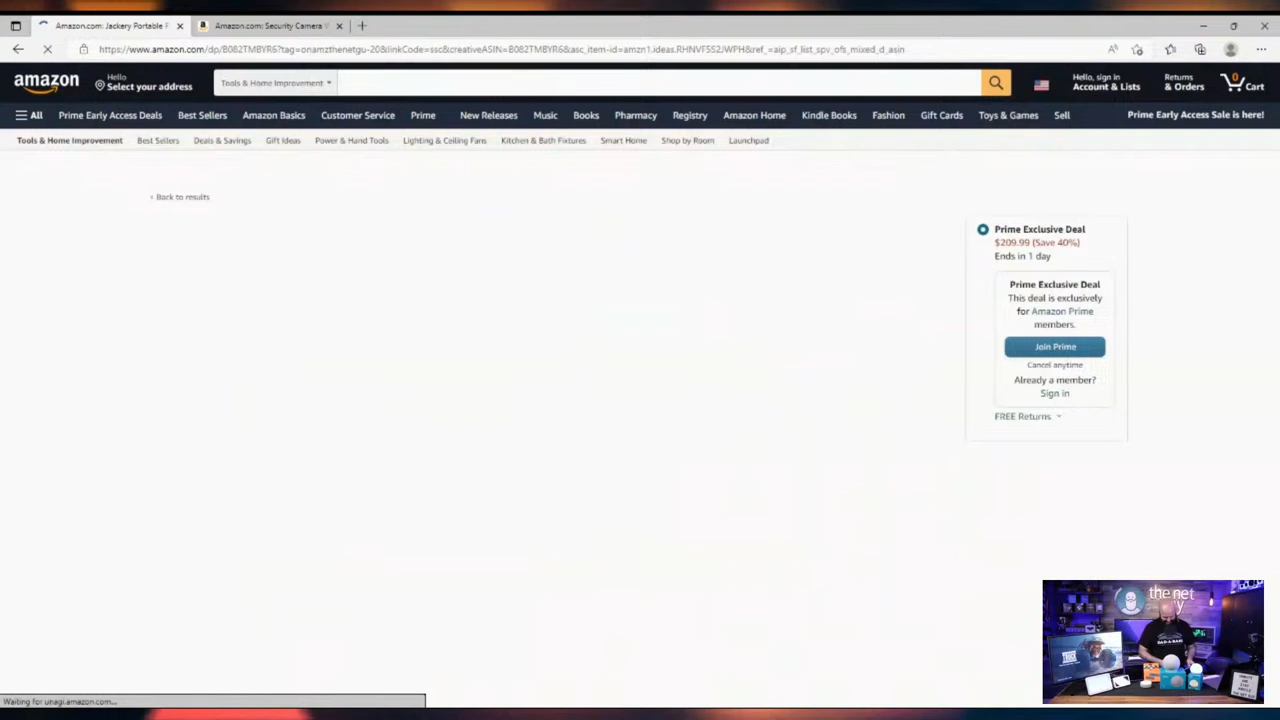 Amazon.com: Jackery Portable P
Amazon.com: Security Camera
https://www.amazon.com/dp/B082TMBYR6?tag=onamzthenetgu-20&linkCode=ssc&creativeASIN=B082TMBYR6&asc_item-id=amzn1.ideas.RHNVF5S2JWPH&ref_=aip_sf_list_spv_ofs_mixed_d_asin
amazon
Hello
Select your address
Tools & Home Improvement
Hello, sign in
Account & Lists
Returns
& Orders
0
Cart
All Prime Early Access Deals Best Sellers Amazon Basics Customer Service Prime New Releases Music Books Pharmacy Registry Amazon Home Kindle Books Fashion Gift Cards Toys & Games Sell Prime Early Access Sale is here!
Tools & Home Improvement Best Sellers Deals & Savings Gift Ideas Power & Hand Tools Lighting & Ceiling Fans Kitchen & Bath Fixtures Smart Home Shop by Room Launchpad
‹ Back to results
Prime Exclusive Deal
$209.99 (Save 40%)
Ends in 1 day
Prime Exclusive Deal
This deal is exclusively
for Amazon Prime
members.
Join Prime
Cancel anytime
Already a member?
Sign in
FREE Returns
the net
Waiting for unagi.amazon.com...